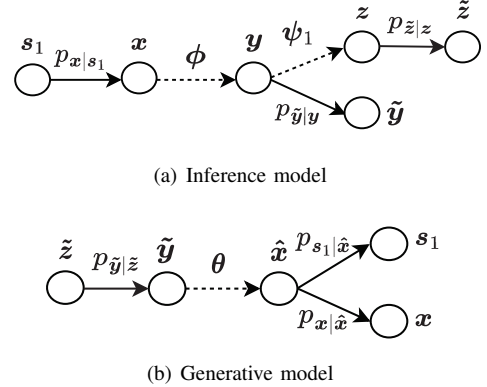 s₁ p_{x|s₁} x ϕ y ψ₁ z p_{z̃|z} z̃
p_{ỹ|y} ỹ
(a) Inference model
z̃ p_{ỹ|z̃} ỹ θ x̂ p_{s₁|x̂} s₁
p_{x|x̂} x
(b) Generative model